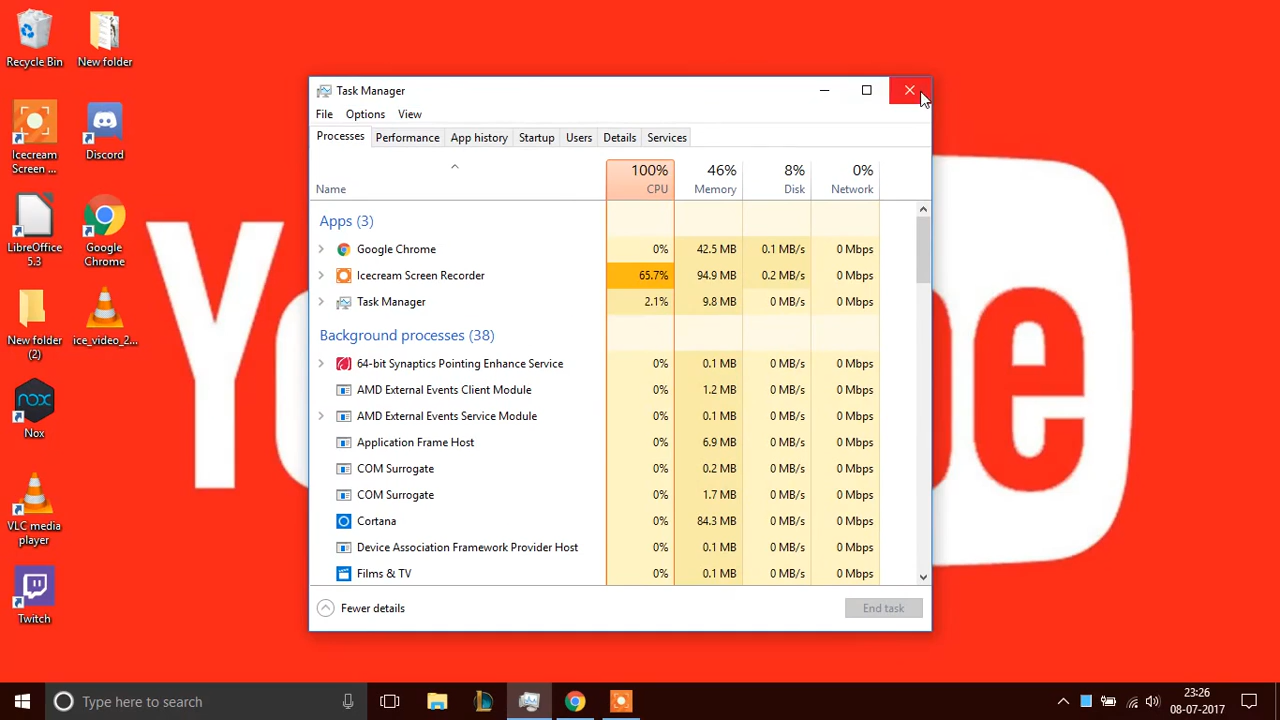 Recycle Bin
New folder
Icecream
Screen ...
Discord
LibreOffice
5.3
Google
Chrome
New folder
(2)
ice_video_2...
Nox
VLC media
player
Twitch
Task Manager
File Options View
Processes Performance App history Startup Users Details Services
100% 46% 8% 0%
Name CPU Memory Disk Network
Apps (3)
Google Chrome 0% 42.5 MB 0.1 MB/s 0 Mbps
Icecream Screen Recorder 65.7% 94.9 MB 0.2 MB/s 0 Mbps
Task Manager 2.1% 9.8 MB 0 MB/s 0 Mbps
Background processes (38)
64-bit Synaptics Pointing Enhance Service 0% 0.1 MB 0 MB/s 0 Mbps
AMD External Events Client Module 0% 1.2 MB 0 MB/s 0 Mbps
AMD External Events Service Module 0% 0.1 MB 0 MB/s 0 Mbps
Application Frame Host 0% 6.9 MB 0 MB/s 0 Mbps
COM Surrogate 0% 0.2 MB 0 MB/s 0 Mbps
COM Surrogate 0% 1.7 MB 0 MB/s 0 Mbps
Cortana 0% 84.3 MB 0 MB/s 0 Mbps
Device Association Framework Provider Host 0% 0.1 MB 0 MB/s 0 Mbps
Films & TV 0% 0.1 MB 0 MB/s 0 Mbps
Fewer details
End task
Type here to search
23:26
08-07-2017